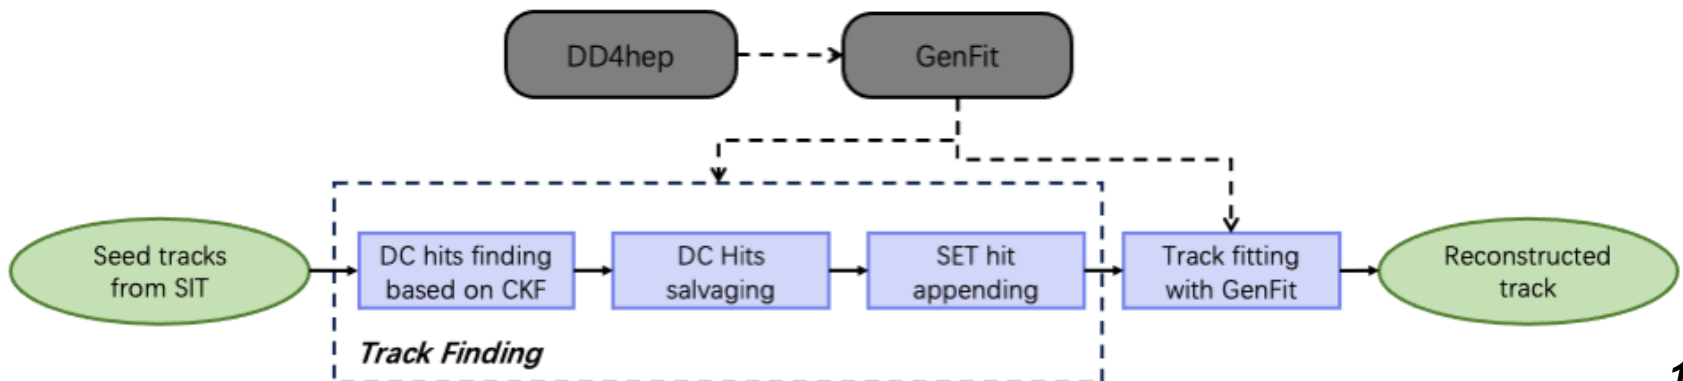 DD4hep
GenFit
Seed tracks
from SIT
DC hits finding
based on CKF
DC Hits
salvaging
SET hit
appending
Track fitting
with GenFit
Reconstructed
track
Track Finding